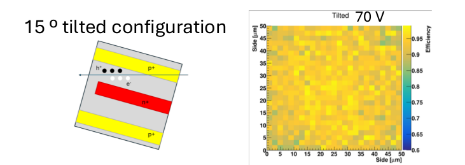 15 º tilted configuration
h⁺
p+
e⁻
n+
p+
Tilted 70 V
Side [µm]
50
45
40
35
30
25
20
15
10
5
0
0 5 10 15 20 25 30 35 40 45 50
Side [µm]
0.95
0.9
0.85
0.8
0.75
0.7
0.65
0.6
Efficiency